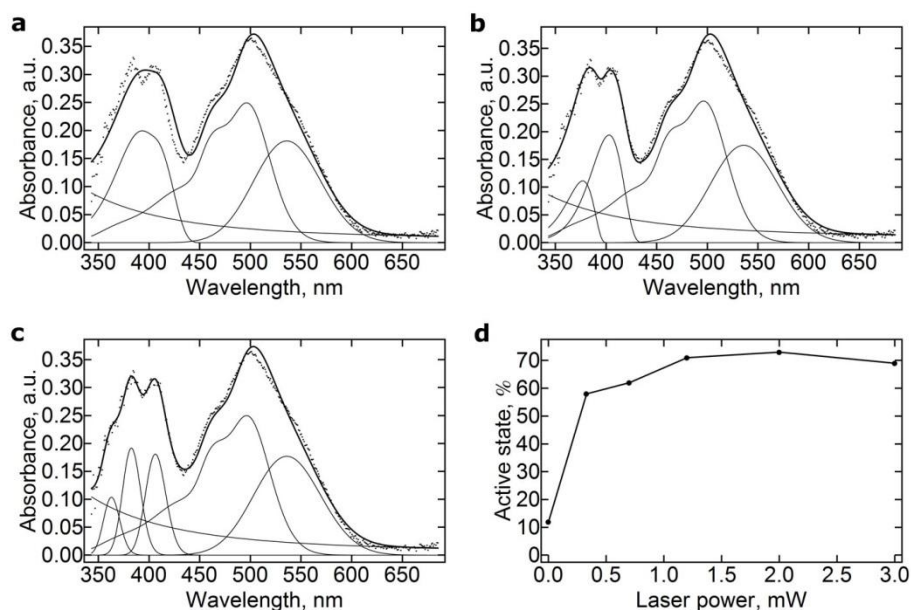 a
Absorbance, a.u.
0.35
0.30
0.25
0.20
0.15
0.10
0.05
0.00
350 400 450 500 550 600 650
Wavelength, nm
b
Absorbance, a.u.
0.35
0.30
0.25
0.20
0.15
0.10
0.05
0.00
350 400 450 500 550 600 650
Wavelength, nm
c
Absorbance, a.u.
0.35
0.30
0.25
0.20
0.15
0.10
0.05
0.00
350 400 450 500 550 600 650
Wavelength, nm
d
Active state, %
70
60
50
40
30
20
10
0
0.0 0.5 1.0 1.5 2.0 2.5 3.0
Laser power, mW